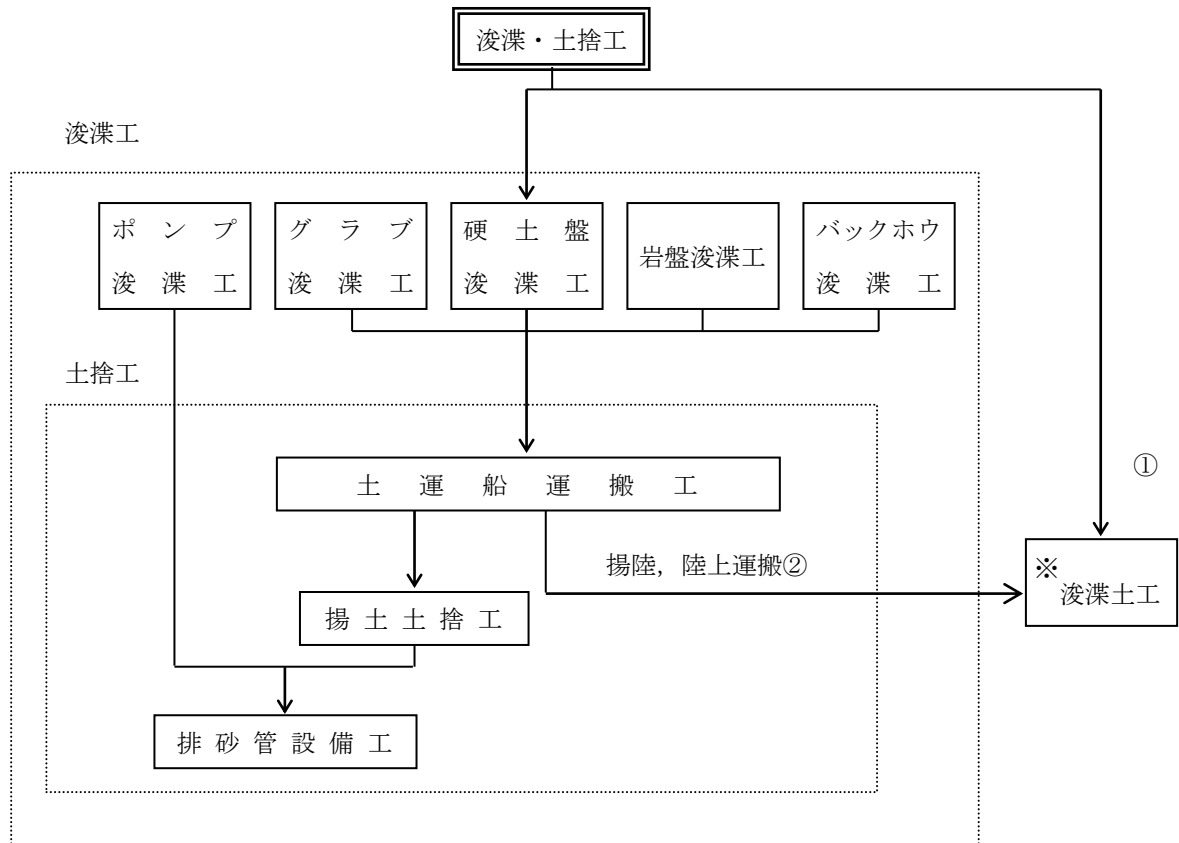 浚渫・土捨工
浚渫工
ポンプ
浚渫工
グラブ
浚渫工
硬土盤
浚渫工
岩盤浚渫工
バックホウ
浚渫工
土捨工
土運船運搬工
①
揚陸，陸上運搬②
※
浚渫土工
揚土土捨工
排砂管設備工